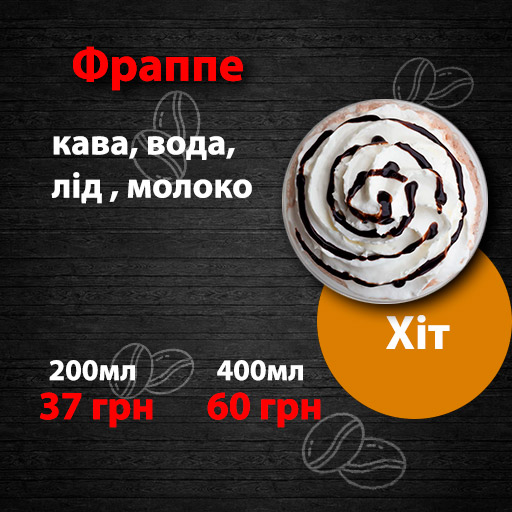 Фраппе
кава, вода,
лід , молоко
Хіт
200мл
400мл
37 грн
60 грн